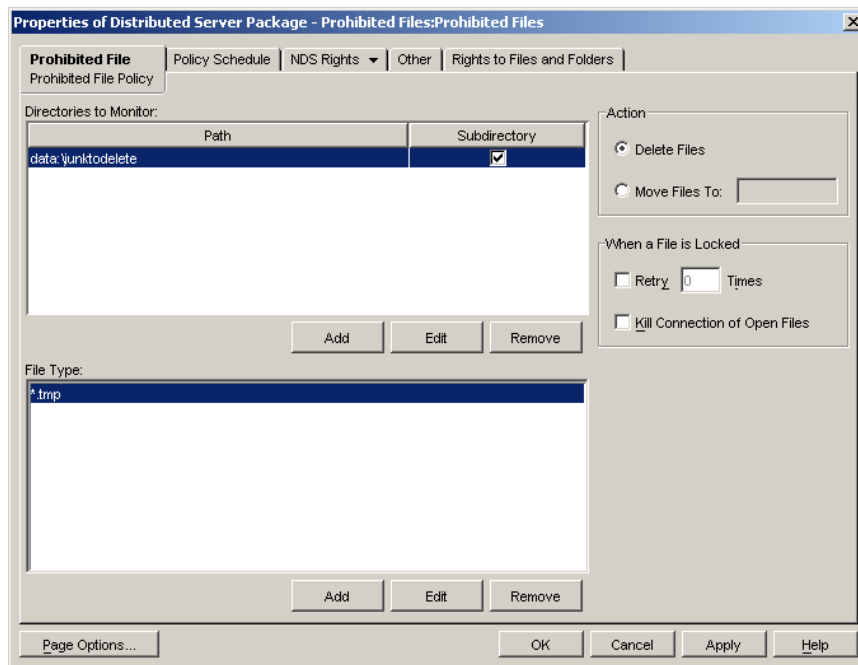 Properties of Distributed Server Package - Prohibited Files:Prohibited Files
Prohibited File Policy Schedule NDS Rights Other Rights to Files and Folders
Prohibited File Policy
Directories to Monitor:
Path Subdirectory
data:\junktodelete
Add Edit Remove
Action
Delete Files
Move Files To:
When a File is Locked
Retry 0 Times
Kill Connection of Open Files
File Type:
*.tmp
Add Edit Remove
Page Options... OK Cancel Apply Help